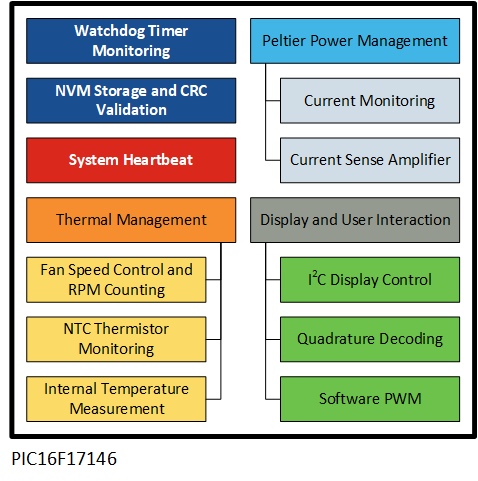 Watchdog Timer
Monitoring
NVM Storage and CRC
Validation
System Heartbeat
Thermal Management
Fan Speed Control and
RPM Counting
NTC Thermistor
Monitoring
Internal Temperature
Measurement
Peltier Power Management
Current Monitoring
Current Sense Amplifier
Display and User Interaction
I²C Display Control
Quadrature Decoding
Software PWM
PIC16F17146